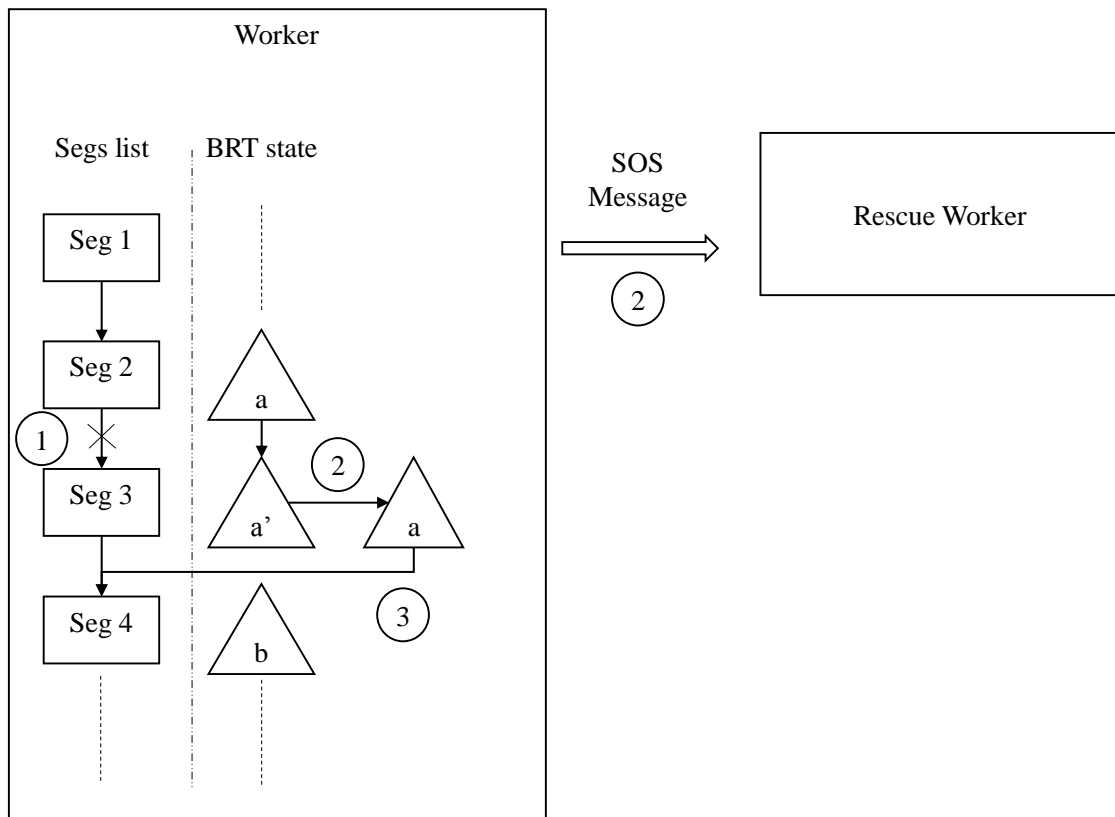 Worker
Segs list
BRT state
SOS
Message
Rescue Worker
2
Seg 1
Seg 2
a
1
Seg 3
a’
2
a
Seg 4
b
3